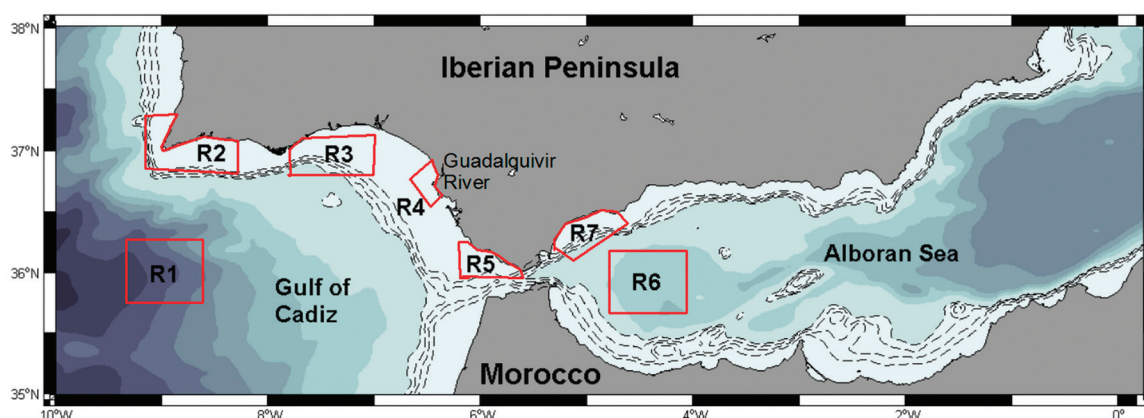 38°N
Iberian Peninsula
37°N
R2
R3
Guadalquivir
River
R4
R7
R5
Alboran Sea
36°N
R1
R6
Gulf of
Cadiz
Morocco
35°N
10°W
8°W
6°W
4°W
2°W
0°